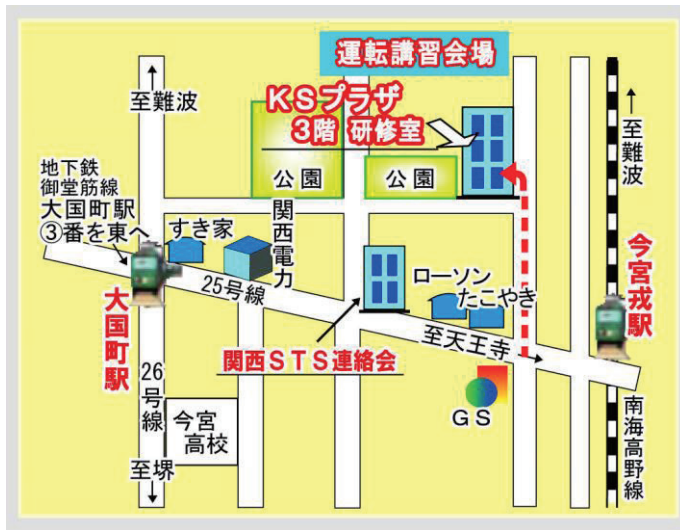 運転講習会場
KSプラザ
3階 研修室
至難波
至難波
公園
公園
地下鉄
御堂筋線
大国町駅
③番を東へ
すき家
関西電力
25号線
ローソン
たこやき
今宮戎駅
大国町駅
至天王寺
関西STS連絡会
26号線
今宮
高校
GS
至堺
南海高野線